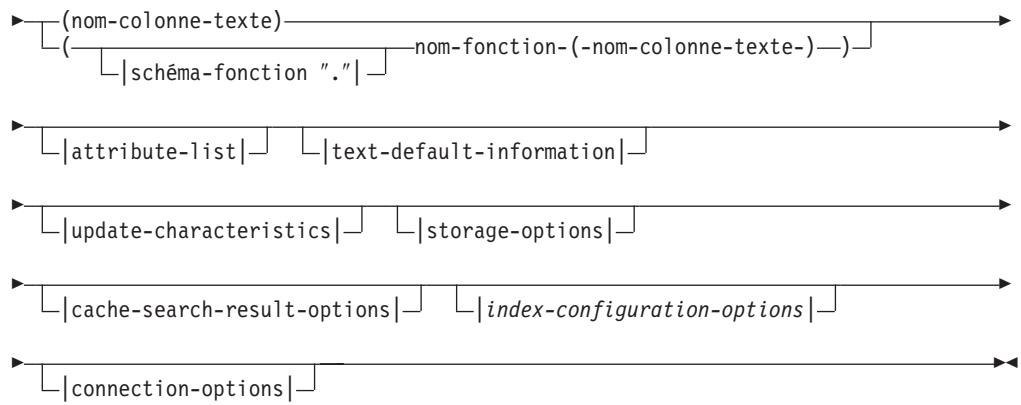 (nom-colonne-texte)
( nom-fonction-(-nom-colonne-texte-) )
|schéma-fonction "."|
|attribute-list| |text-default-information|
|update-characteristics| |storage-options|
|cache-search-result-options| |index-configuration-options|
|connection-options|